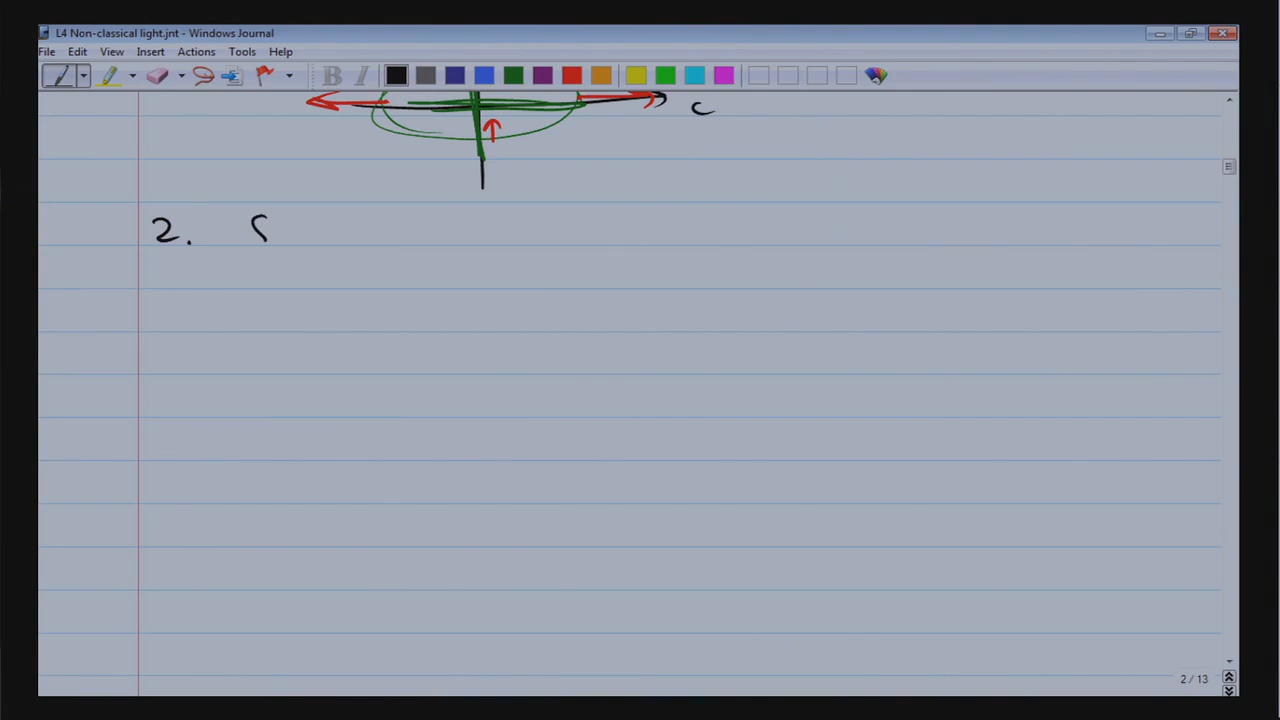 L4 Non-classical light.jnt - Windows Journal
File Edit View Insert Actions Tools Help
B I
c
2.
2 / 13